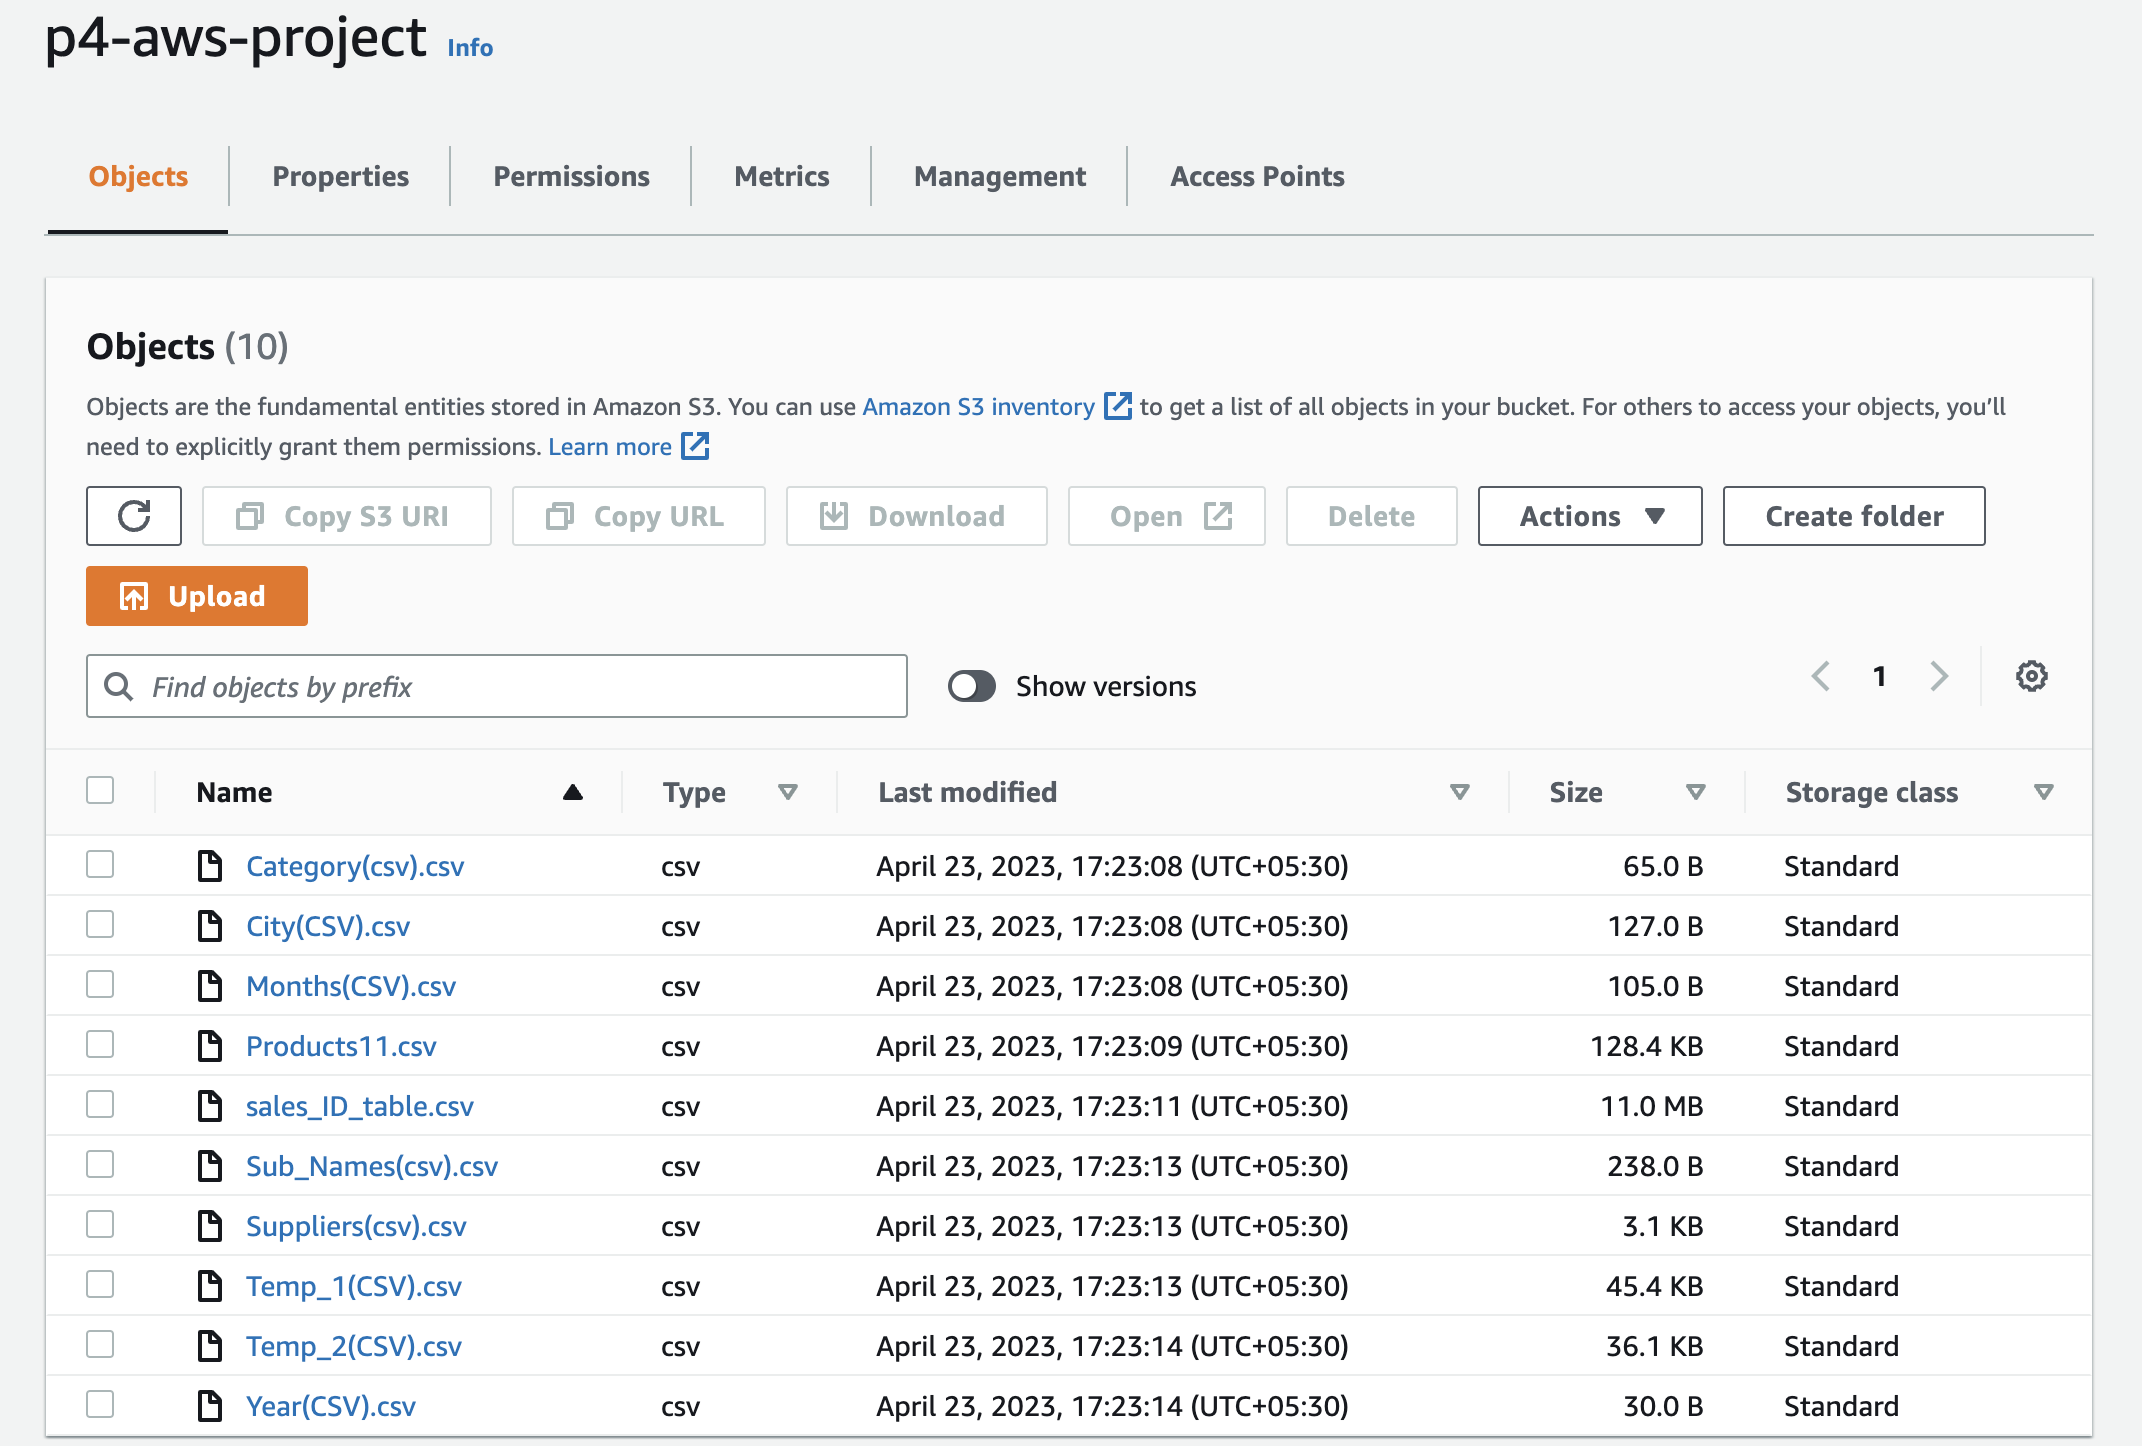 p4-aws-project Info
Objects Properties Permissions Metrics Management Access Points
Objects (10)
Objects are the fundamental entities stored in Amazon S3. You can use Amazon S3 inventory to get a list of all objects in your bucket. For others to access your objects, you’ll
need to explicitly grant them permissions. Learn more
Copy S3 URI Copy URL Download Open Delete Actions Create folder
Upload
Find objects by prefix Show versions 1
Name Type Last modified Size Storage class
Category(csv).csv csv April 23, 2023, 17:23:08 (UTC+05:30) 65.0 B Standard
City(CSV).csv csv April 23, 2023, 17:23:08 (UTC+05:30) 127.0 B Standard
Months(CSV).csv csv April 23, 2023, 17:23:08 (UTC+05:30) 105.0 B Standard
Products11.csv csv April 23, 2023, 17:23:09 (UTC+05:30) 128.4 KB Standard
sales_ID_table.csv csv April 23, 2023, 17:23:11 (UTC+05:30) 11.0 MB Standard
Sub_Names(csv).csv csv April 23, 2023, 17:23:13 (UTC+05:30) 238.0 B Standard
Suppliers(csv).csv csv April 23, 2023, 17:23:13 (UTC+05:30) 3.1 KB Standard
Temp_1(CSV).csv csv April 23, 2023, 17:23:13 (UTC+05:30) 45.4 KB Standard
Temp_2(CSV).csv csv April 23, 2023, 17:23:14 (UTC+05:30) 36.1 KB Standard
Year(CSV).csv csv April 23, 2023, 17:23:14 (UTC+05:30) 30.0 B Standard